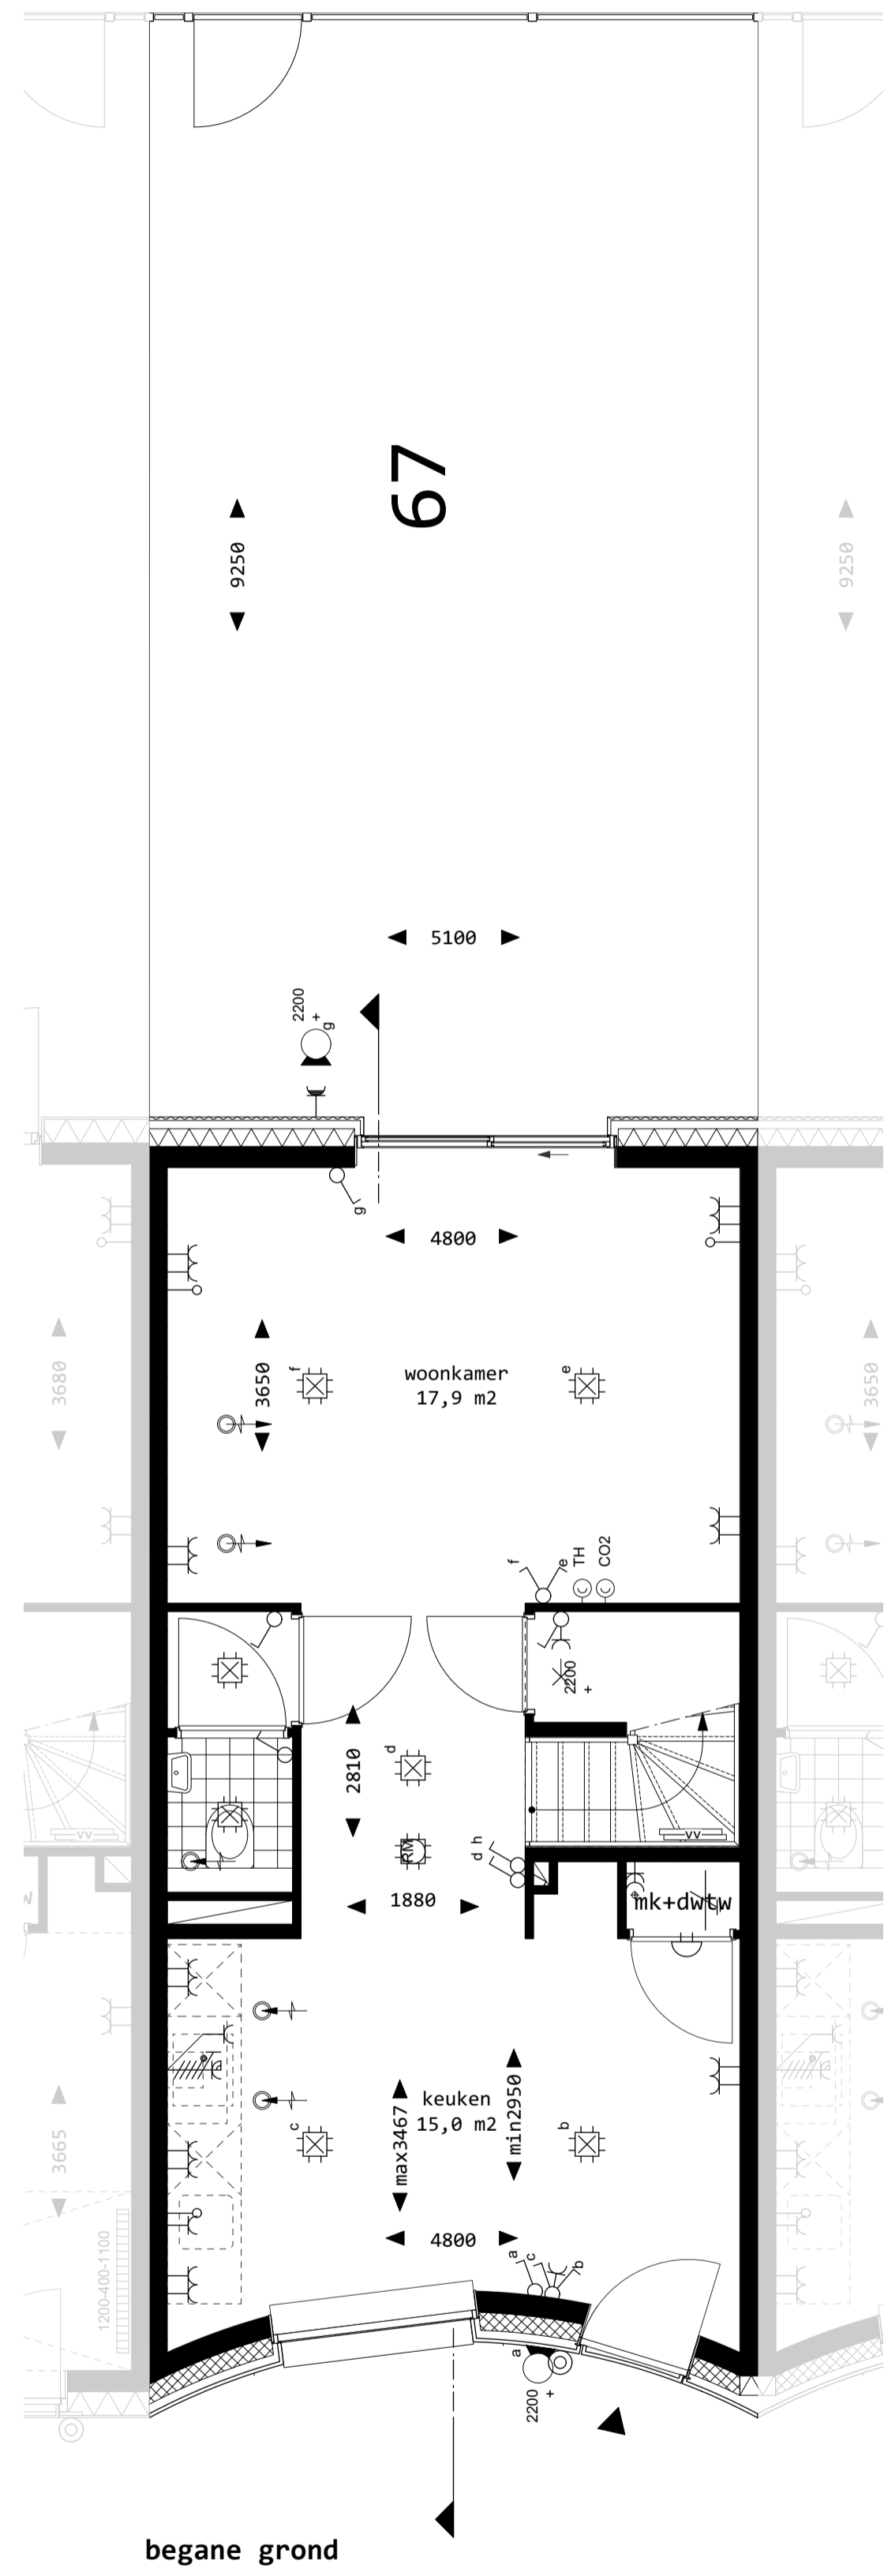 67
9250
9250
5100
2200
+
g
g
4800
3680
3650
3650
f
woonkamer
17,9 m2
e
f
e
TH
CO2
2200
+
d
2810
RM
d h
vv
vv
1880
mk+dwtw
keuken
15,0 m2
max3467
min2950
c
b
3665
1200-400-1100
4800
a
c
b
a
2200
+
begane grond